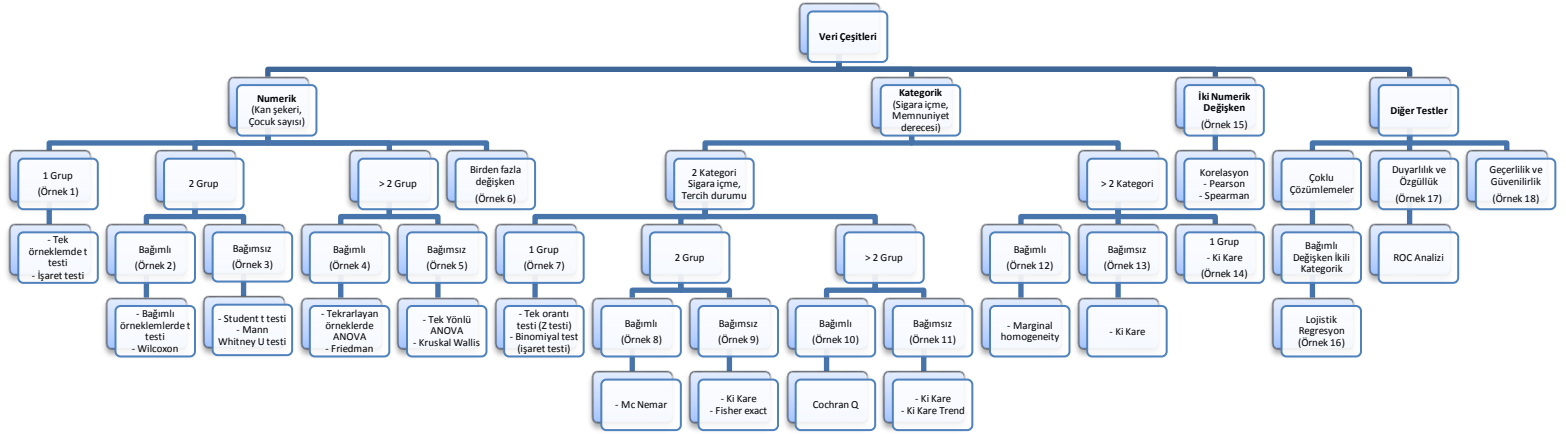 Veri Çeşitleri
Numerik
(Kan şekeri,
Çocuk sayısı)
Kategorik
(Sigara içme,
Memnuniyet
derecesi)
İki Numerik
Değişken
(Örnek 15)
Diğer Testler
1 Grup
(Örnek 1)
2 Grup
> 2 Grup
Birden fazla
değişken
(Örnek 6)
2 Kategori
Sigara içme,
Tercih durumu
> 2 Kategori
Korelasyon
- Pearson
- Spearman
Çoklu
Çözümlemeler
Duyarlılık ve
Özgüllük
(Örnek 17)
Geçerlilik ve
Güvenilirlik
(Örnek 18)
- Tek
örneklemde t
testi
- İşaret testi
Bağımlı
(Örnek 2)
Bağımsız
(Örnek 3)
Bağımlı
(Örnek 4)
Bağımsız
(Örnek 5)
1 Grup
(Örnek 7)
2 Grup
> 2 Grup
Bağımlı
(Örnek 12)
Bağımsız
(Örnek 13)
1 Grup
- Ki Kare
(Örnek 14)
Bağımlı
Değişken İkili
Kategorik
ROC Analizi
- Bağımlı
örneklemlerde t
testi
- Wilcoxon
- Student t testi
- Mann
Whitney U testi
- Tekrarlayan
örneklerde
ANOVA
- Friedman
- Tek Yönlü
ANOVA
- Kruskal Wallis
- Tek orantı
testi (Z testi)
- Binomiyal test
(işaret testi)
Bağımlı
(Örnek 8)
Bağımsız
(Örnek 9)
Bağımlı
(Örnek 10)
Bağımsız
(Örnek 11)
- Marginal
homogeneity
- Ki Kare
Lojistik
Regresyon
(Örnek 16)
- Mc Nemar
- Ki Kare
- Fisher exact
Cochran Q
- Ki Kare
- Ki Kare Trend